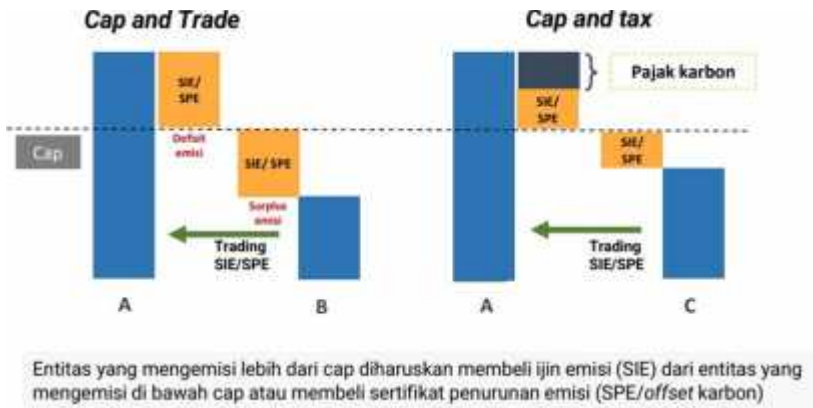 Cap and Trade
Cap and tax
SIE/
SPE
Pajak karbon
SIE/
SPE
Cap
Defisit
emisi
SIE/ SPE
SIE/
SPE
Surplus
emisi
Trading
SIE/SPE
Trading
SIE/SPE
A
B
A
C
Entitas yang mengemisi lebih dari cap diharuskan membeli ijin emisi (SIE) dari entitas yang
mengemisi di bawah cap atau membeli sertifikat penurunan emisi (SPE/offset karbon)